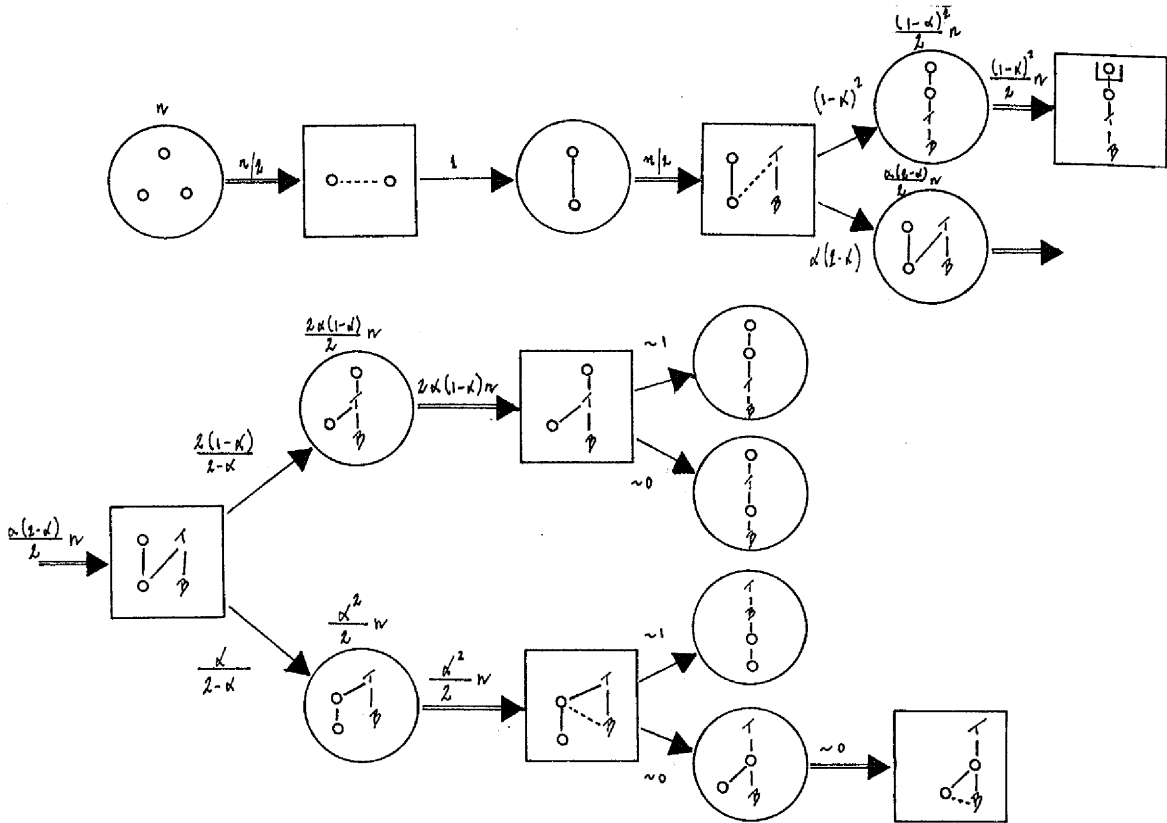 n
n/2
1
n/2
(1-α)²
(1-α)²/2 n
(1-α)²/2 n
T
B
α(2-α)
α(2-α)/2 n
T
B
T
B
T
B
α(2-α)/2 n
T
B
2(1-α)/2-α
2α(1-α)/2 n
T
B
2α(1-α)n
T
B
~1
T
B
~0
T
B
α/2-α
α²/2 n
T
B
α²/2 n
T
B
~1
T
B
~0
T
B
~0
T
B